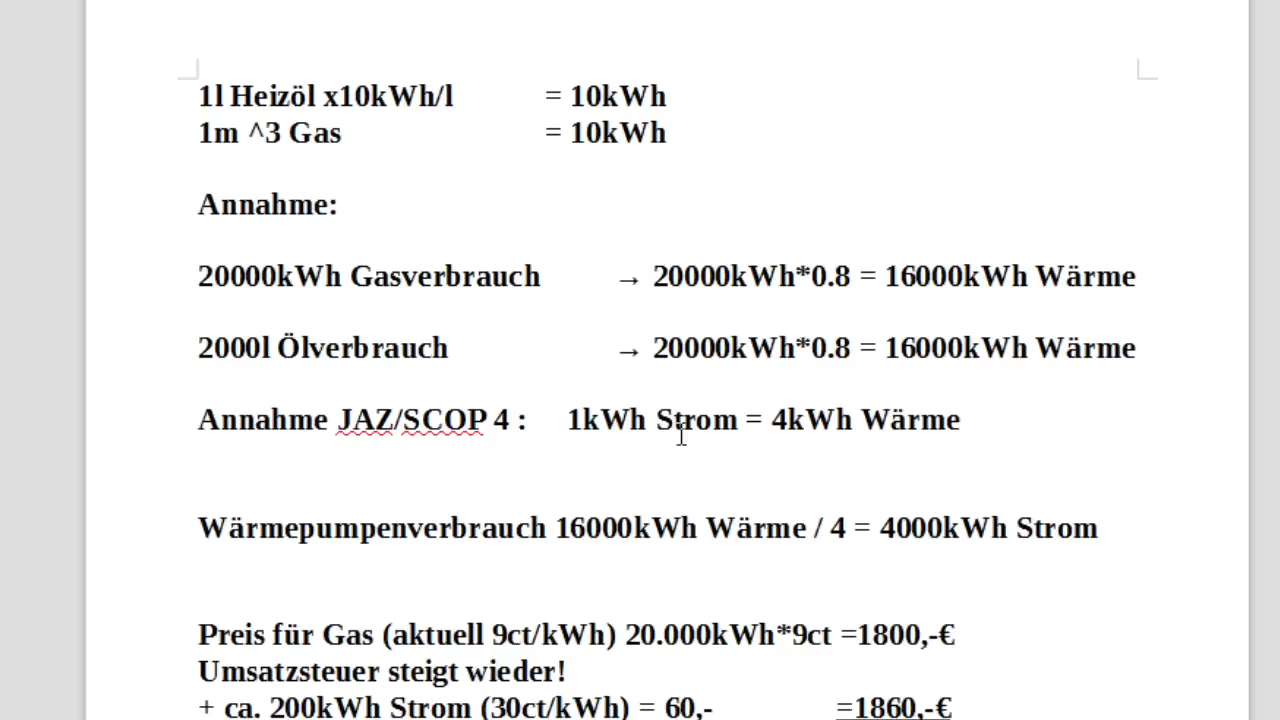 1l Heizöl x10kWh/l = 10kWh
1m ^3 Gas = 10kWh
Annahme:
20000kWh Gasverbrauch → 20000kWh*0.8 = 16000kWh Wärme
2000l Ölverbrauch → 20000kWh*0.8 = 16000kWh Wärme
Annahme JAZ/SCOP 4 : 1kWh Strom = 4kWh Wärme
Wärmepumpenverbrauch 16000kWh Wärme / 4 = 4000kWh Strom
Preis für Gas (aktuell 9ct/kWh) 20.000kWh*9ct =1800,-€
Umsatzsteuer steigt wieder!
+ ca. 200kWh Strom (30ct/kWh) = 60,- =1860,-€